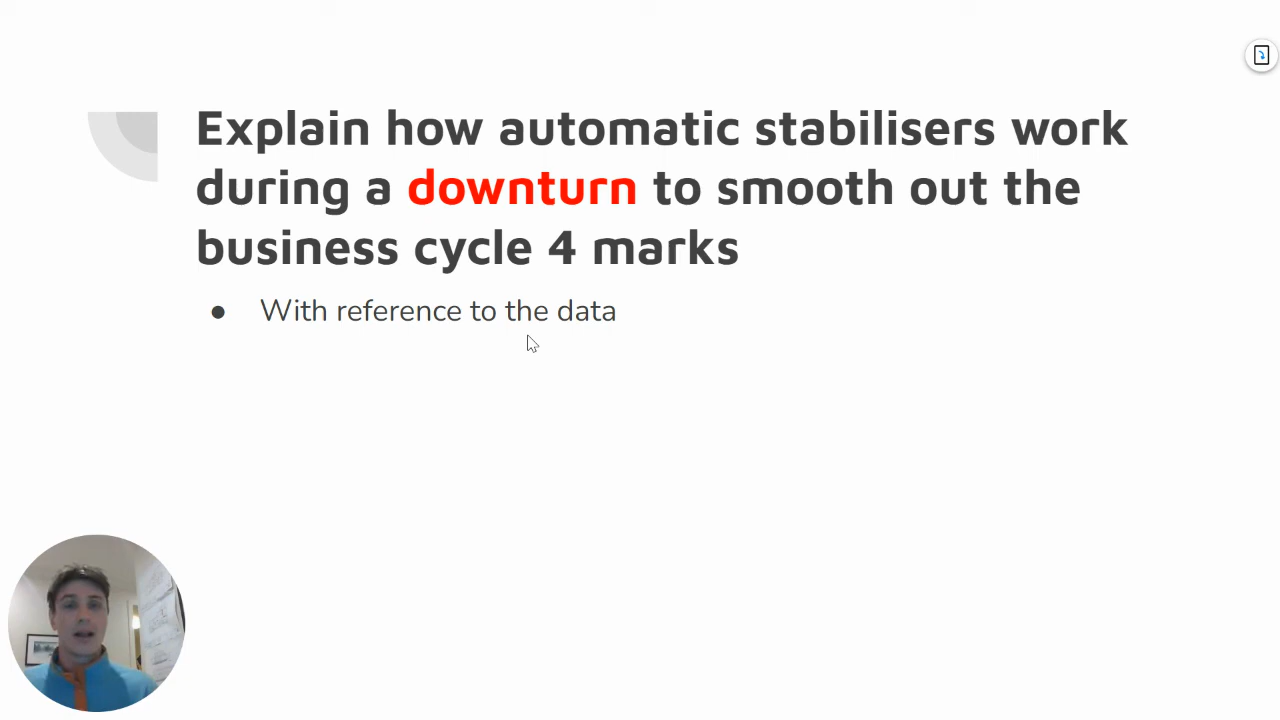 Explain how automatic stabilisers work
during a downturn to smooth out the
business cycle 4 marks
● With reference to the data